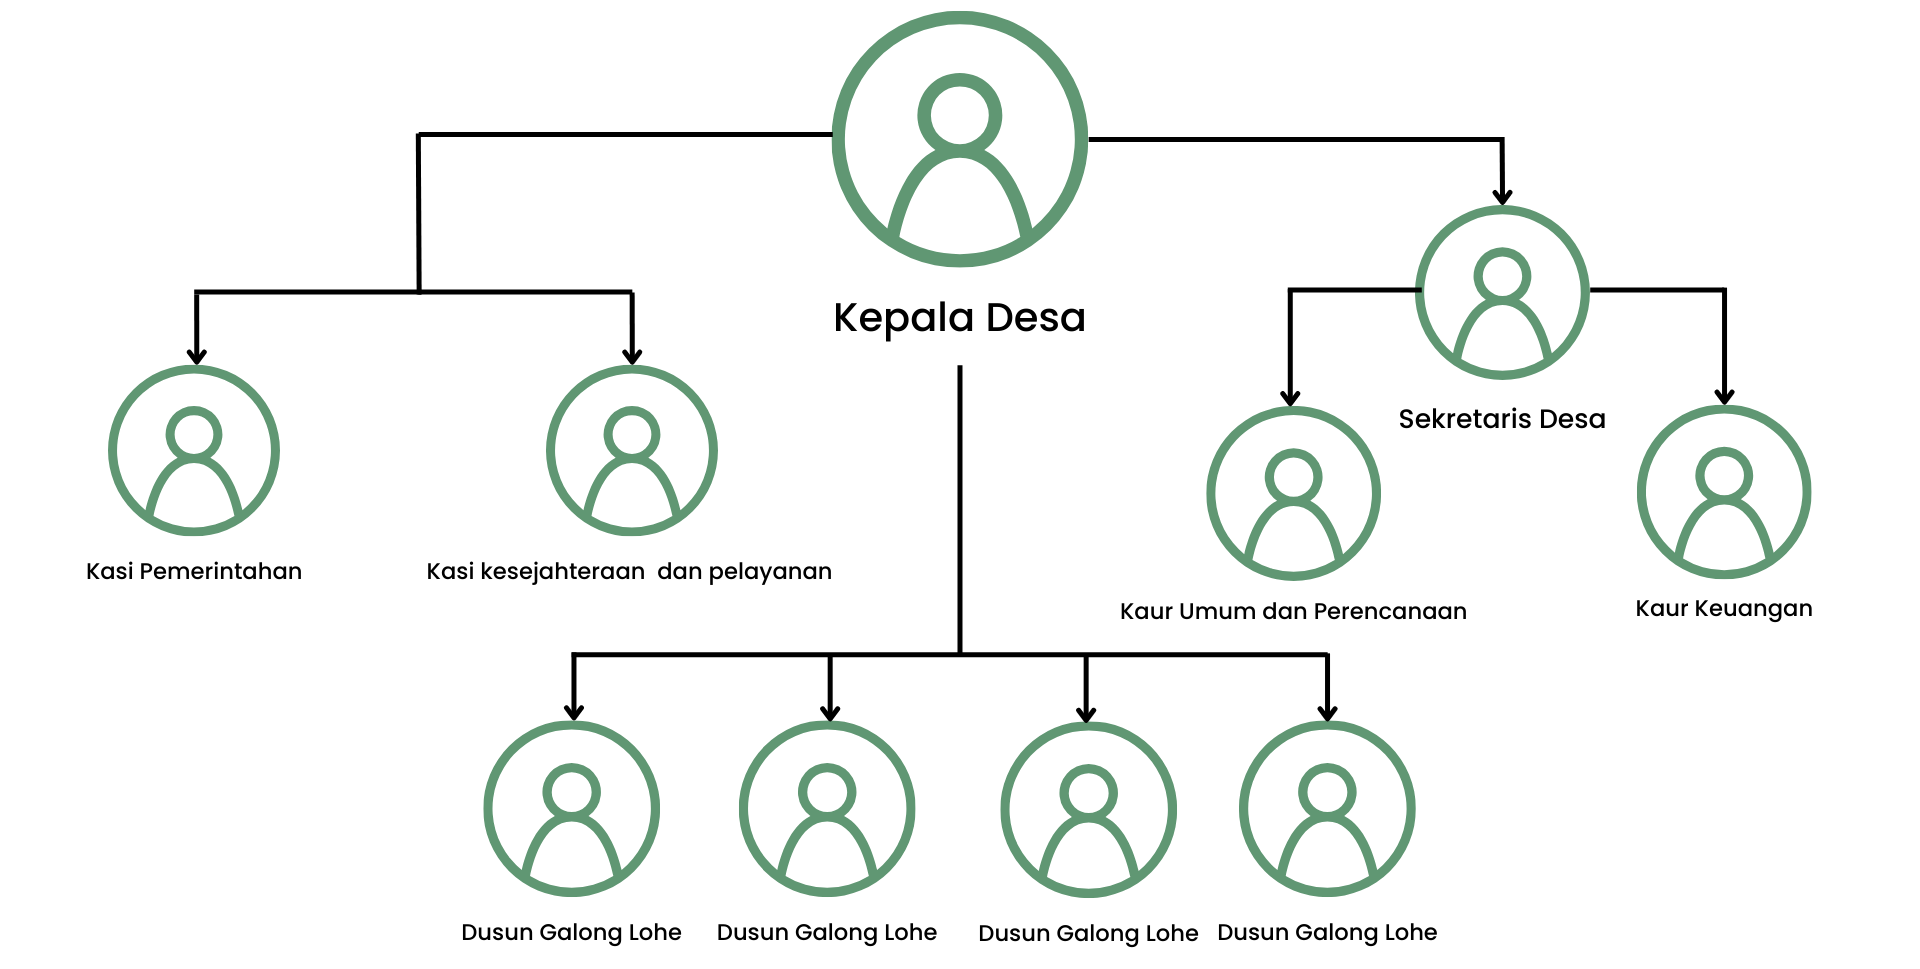 Kepala Desa
Sekretaris Desa
Kasi Pemerintahan
Kasi kesejahteraan  dan pelayanan
Kaur Umum dan Perencanaan
Kaur Keuangan
Dusun Galong Lohe
Dusun Galong Lohe
Dusun Galong Lohe
Dusun Galong Lohe